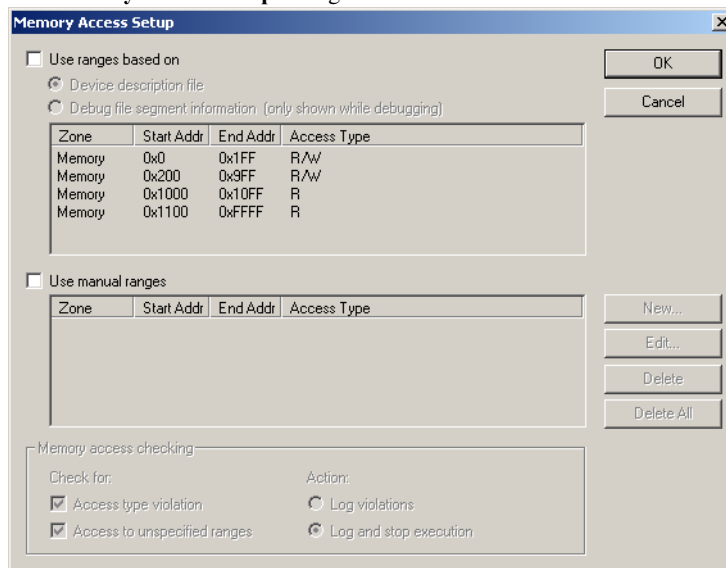 Memory Access Setup
Use ranges based on
OK
Device description file
Debug file segment information (only shown while debugging)
Cancel
Zone Start Addr End Addr Access Type
Memory 0x0 0x1FF R/W
Memory 0x200 0x9FF R/W
Memory 0x1000 0x10FF R
Memory 0x1100 0xFFFF R
Use manual ranges
Zone Start Addr End Addr Access Type
New...
Edit...
Delete
Delete All
Memory access checking
Check for: Action:
Access type violation Log violations
Access to unspecified ranges Log and stop execution